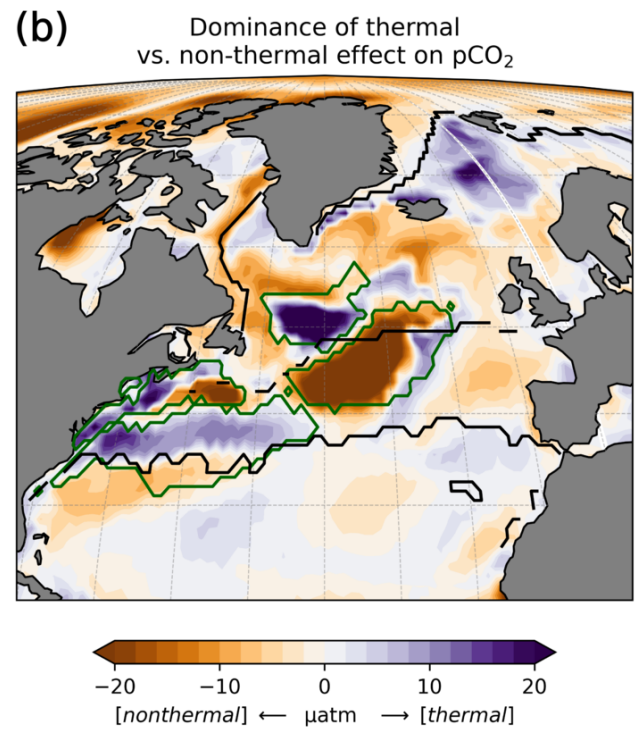 (b)
Dominance of thermal
vs. non-thermal effect on pCO₂
−20 −10 0 10 20
[nonthermal] ← µatm → [thermal]